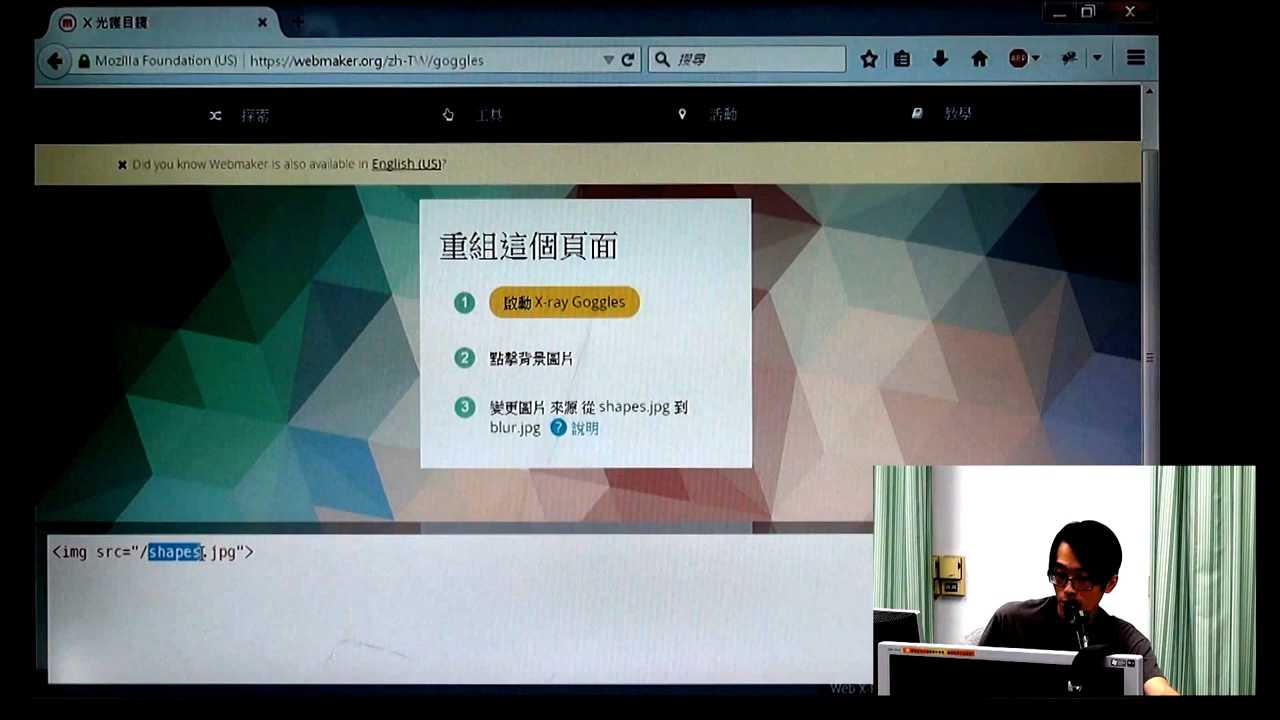 X 光護目鏡
Mozilla Foundation (US)
https://webmaker.org/zh-TW/goggles
搜尋
ABP
探索
工具
活動
教學
Did you know Webmaker is also available in English (US)?
重組這個頁面
1 啟動 X-ray Goggles
2 點擊背景圖片
3 變更圖片 來源 從 shapes.jpg 到
blur.jpg ? 說明
<img src="/shapes.jpg">